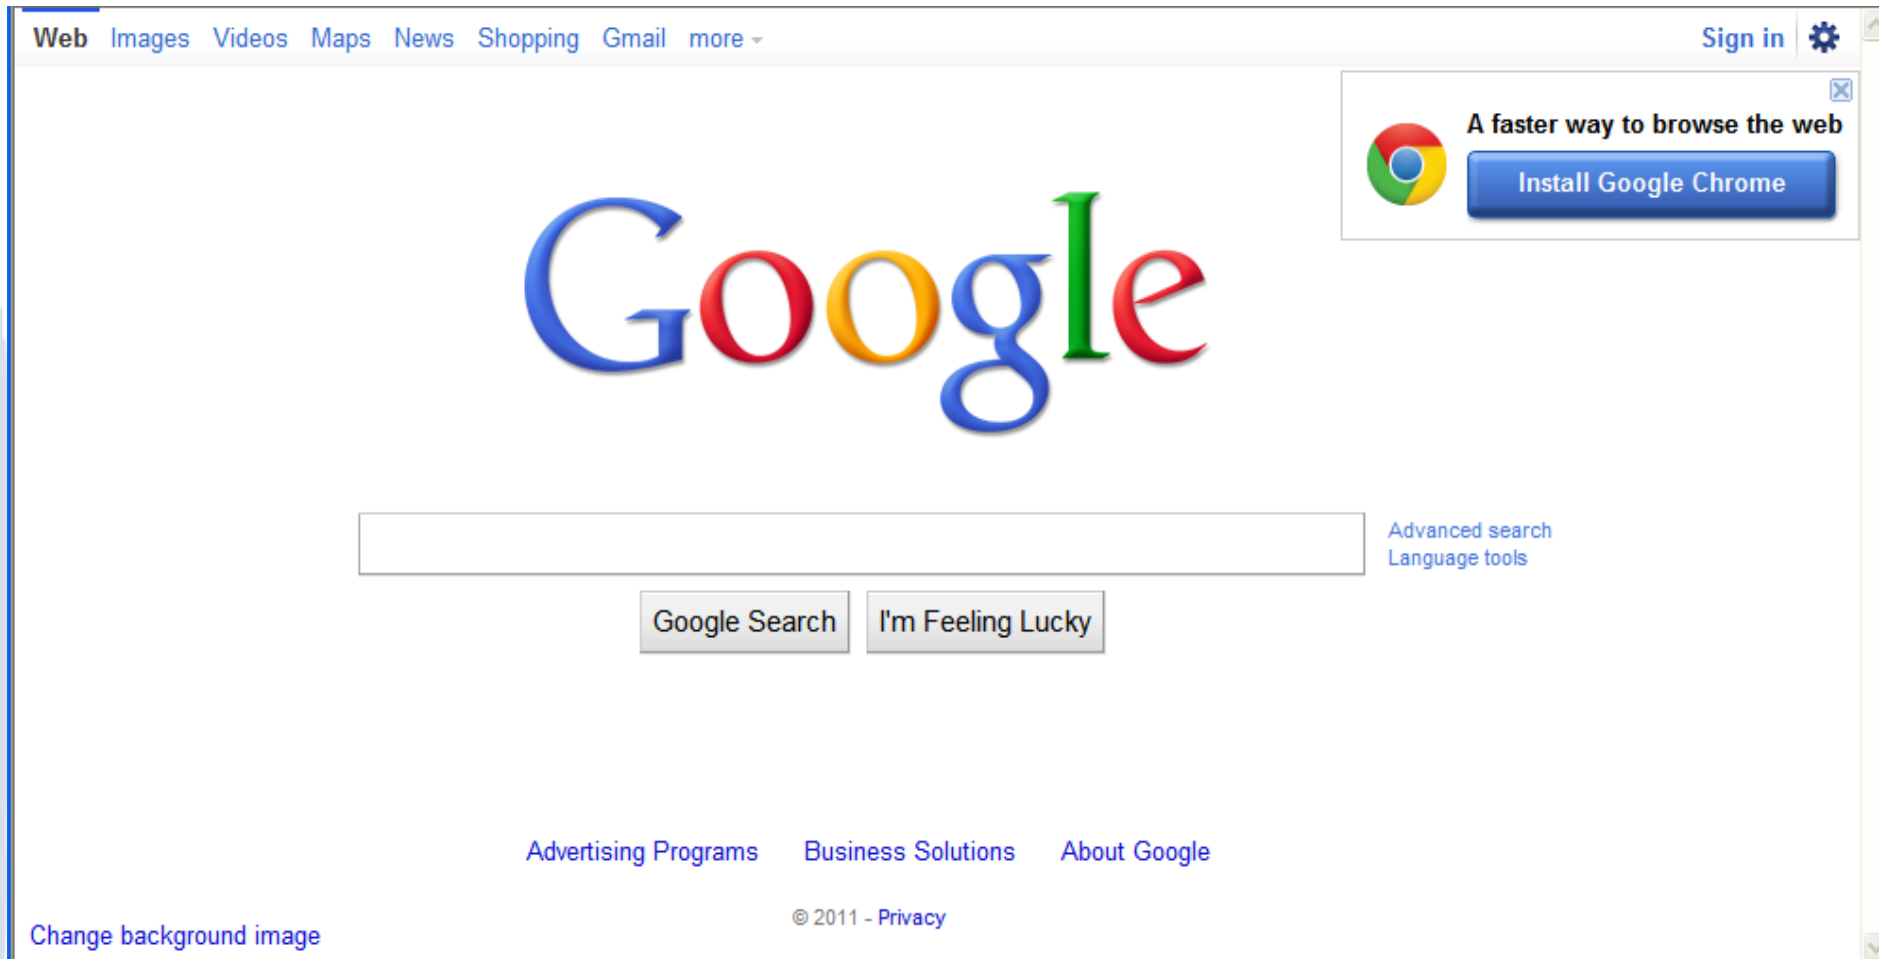 Web Images Videos Maps News Shopping Gmail more
Sign in
A faster way to browse the web
Install Google Chrome
Google
Advanced search
Language tools
Google Search I'm Feeling Lucky
Advertising Programs Business Solutions About Google
© 2011 - Privacy
Change background image